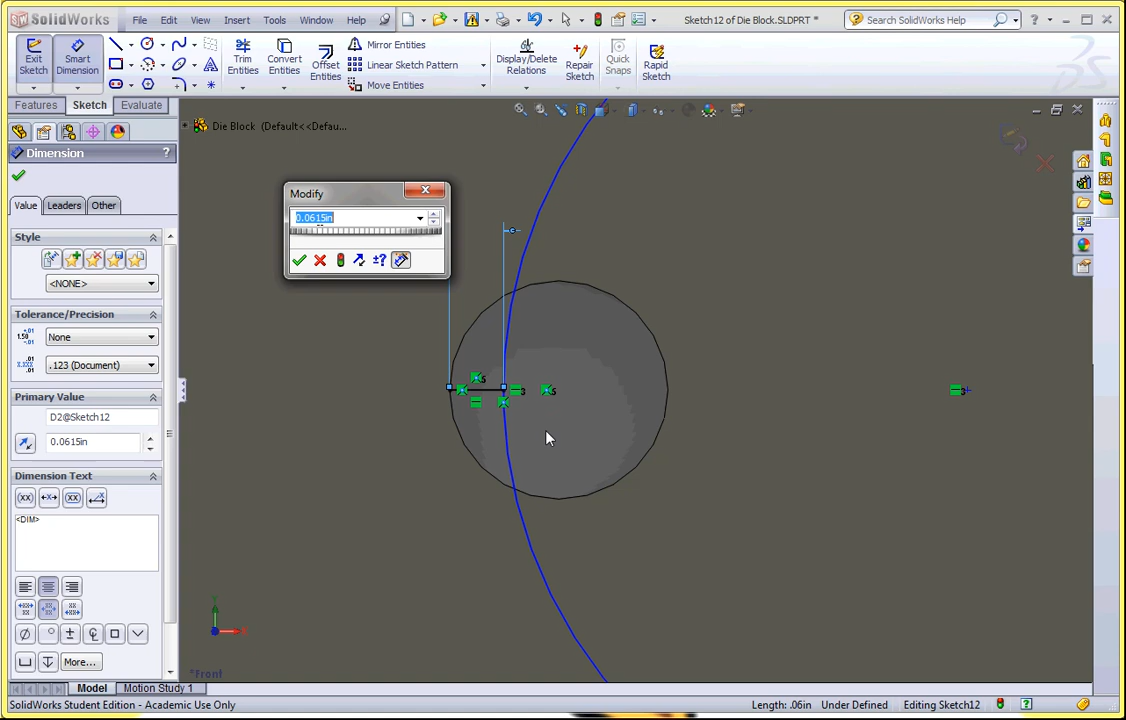 SolidWorks
File Edit View Insert Tools Window Help
Sketch12 of Die Block.SLDPRT *
Search SolidWorks Help
Exit Sketch
Smart Dimension
Trim Entities
Convert Entities
Offset Entities
Mirror Entities
Linear Sketch Pattern
Move Entities
Display/Delete Relations
Repair Sketch
Quick Snaps
Rapid Sketch
Features Sketch Evaluate
Die Block (Default<<Defau...
Dimension ?
Value Leaders Other
Style
<NONE>
Tolerance/Precision
None
.123 (Document)
Primary Value
D2@Sketch12
0.0615in
Dimension Text
<DIM>
More...
Modify
0.0615in
*Front
Model Motion Study 1
SolidWorks Student Edition - Academic Use Only
Length: .06in Under Defined Editing Sketch12